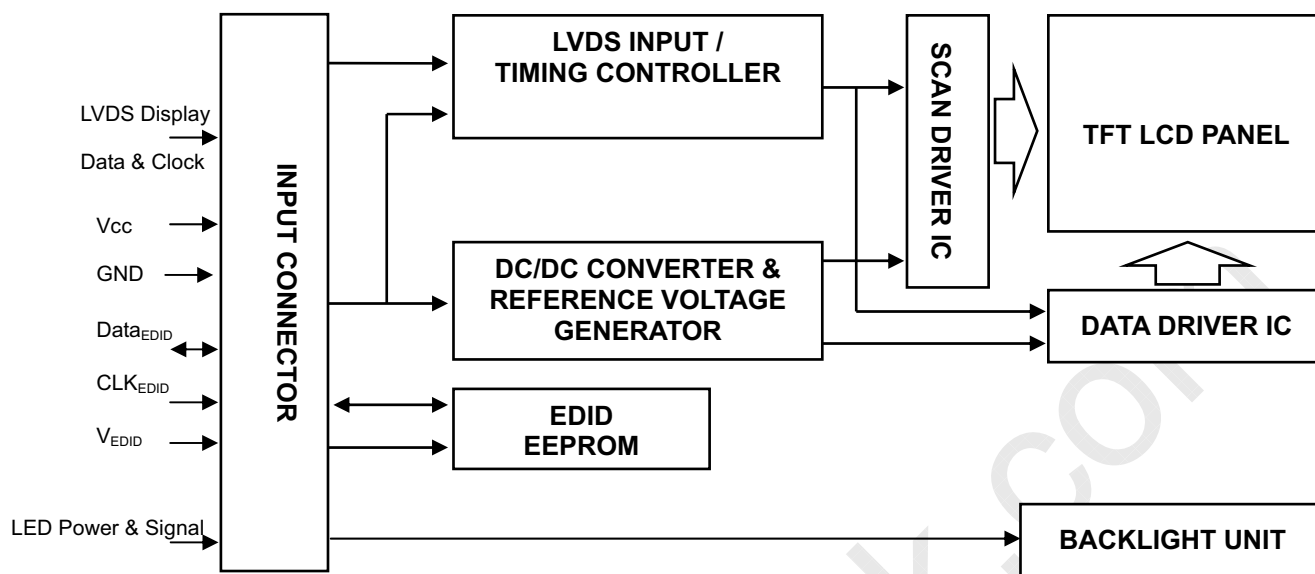 LVDS INPUT /
TIMING CONTROLLER
SCAN DRIVER IC
TFT LCD PANEL
LVDS Display
Data & Clock
INPUT CONNECTOR
Vcc
GND
DC/DC CONVERTER &
REFERENCE VOLTAGE
GENERATOR
DATA DRIVER IC
DataEDID
CLKEDID
VEDID
EDID
EEPROM
LED Power & Signal
BACKLIGHT UNIT